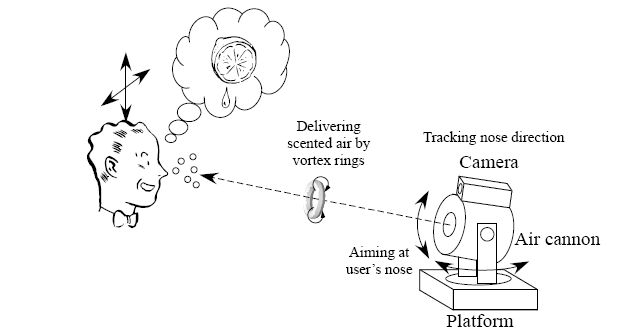 Delivering
scented air by
vortex rings
Tracking nose direction
Camera
Air cannon
Aiming at
user's nose
Platform